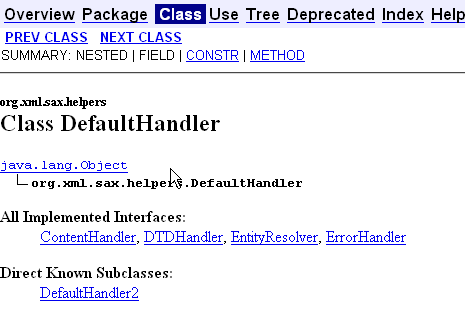 Overview Package Class Use Tree Deprecated Index Help
PREV CLASS NEXT CLASS
SUMMARY: NESTED | FIELD | CONSTR | METHOD
org.xml.sax.helpers
Class DefaultHandler
java.lang.Object
org.xml.sax.helpers.DefaultHandler
All Implemented Interfaces:
ContentHandler, DTDHandler, EntityResolver, ErrorHandler
Direct Known Subclasses:
DefaultHandler2